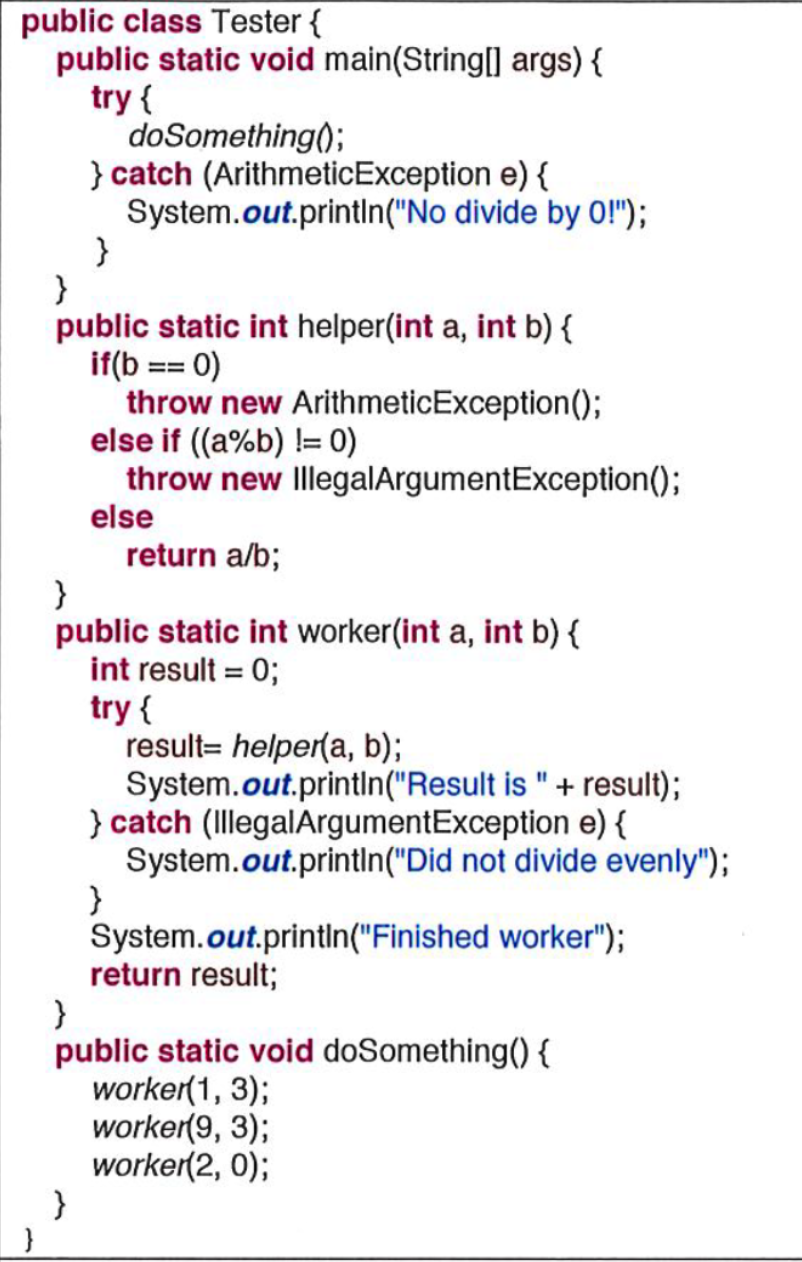 public class Tester {
public static void main(String[] args) {
try {
doSomething();
} catch (ArithmeticException e) {
System.out.println("No divide by 0!");
}
}
public static int helper(int a, int b) {
if(b == 0)
throw new ArithmeticException();
else if ((a%b) != 0)
throw new IllegalArgumentException();
else
return a/b;
}
public static int worker(int a, int b) {
int result = 0;
try {
result= helper(a, b);
System.out.println("Result is " + result);
} catch (IllegalArgumentException e) {
System.out.println("Did not divide evenly");
}
System.out.println("Finished worker");
return result;
}
public static void doSomething() {
worker(1, 3);
worker(9, 3);
worker(2, 0);
}
}